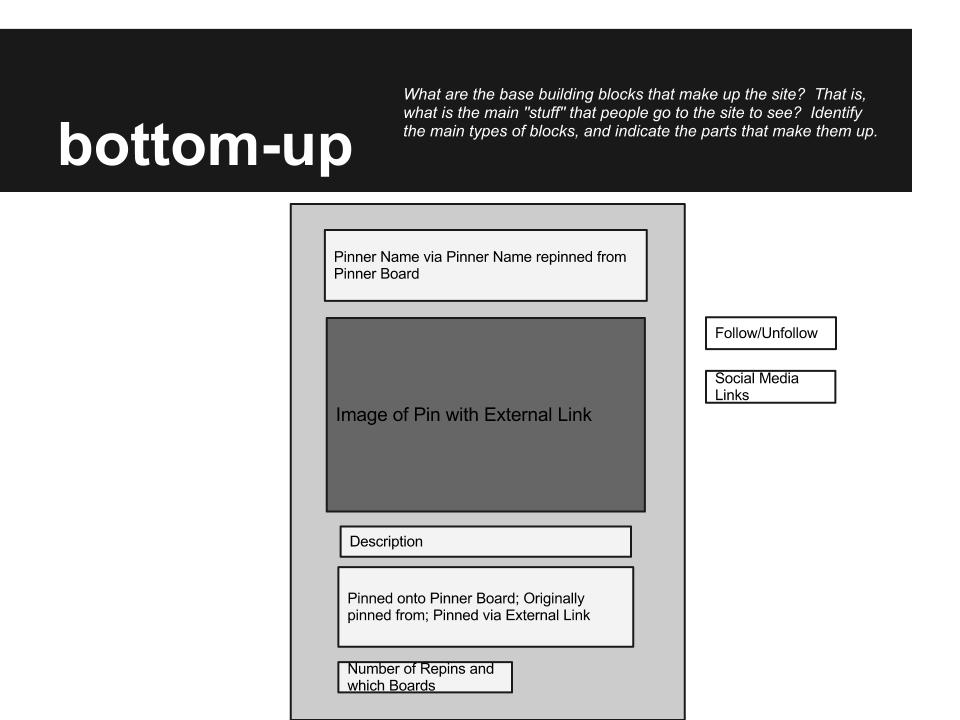 bottom-up
What are the base building blocks that make up the site?  That is,
what is the main "stuff" that people go to the site to see?  Identify
the main types of blocks, and indicate the parts that make them up.
Pinner Name via Pinner Name repinned from
Pinner Board
Image of Pin with External Link
Follow/Unfollow
Social Media
Links
Description
Pinned onto Pinner Board; Originally
pinned from; Pinned via External Link
Number of Repins and
which Boards